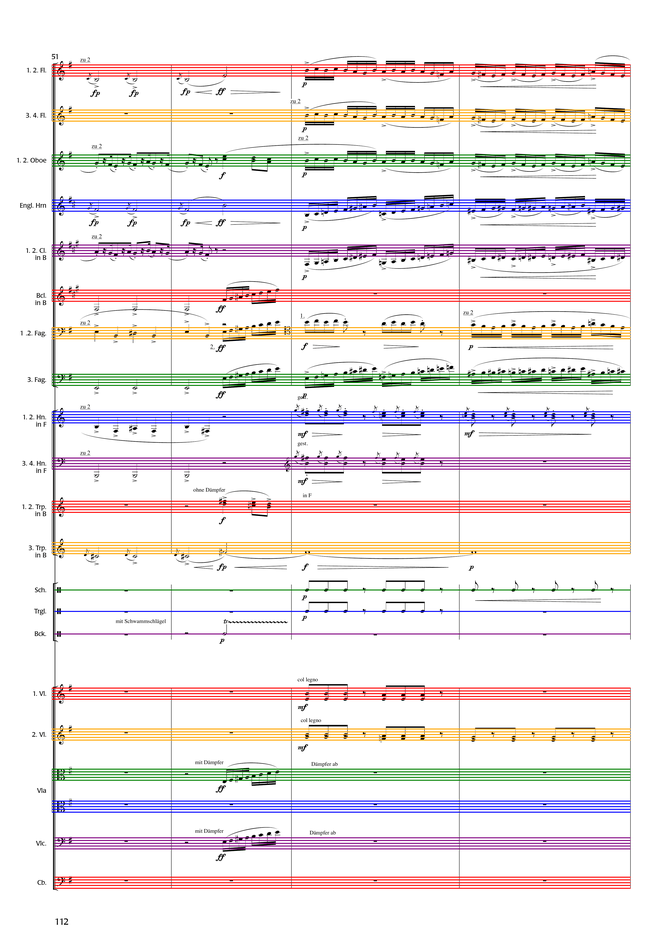 51
zu 2
1. 2. Fl.
fp fp fp ff p
zu 2
3. 4. Fl.
p
zu 2 zu 2
1. 2. Oboe
f p
Engl. Hrn
fp fp fp ff p
zu 2
1. 2. Cl.
in B
p
Bcl.
in B
ff
zu 2 1. zu 2
1. 2. Fag.
2. ff f p
3. Fag.
ff
zu 2
1. 2. Hn.
in F
mf mf
zu 2 gest.
3. 4. Hn.
in F
mf
ohne Dämpfer in F
1. 2. Trp.
in B
f
3. Trp.
in B
fp f p
Sch.
p
Trgl.
p
mit Schwammschlägel
Bck.
p
col legno
1. Vl.
mf
col legno
2. Vl.
mf
mit Dämpfer Dämpfer ab
ff
Vla
mit Dämpfer Dämpfer ab
Vlc.
ff
Cb.
112